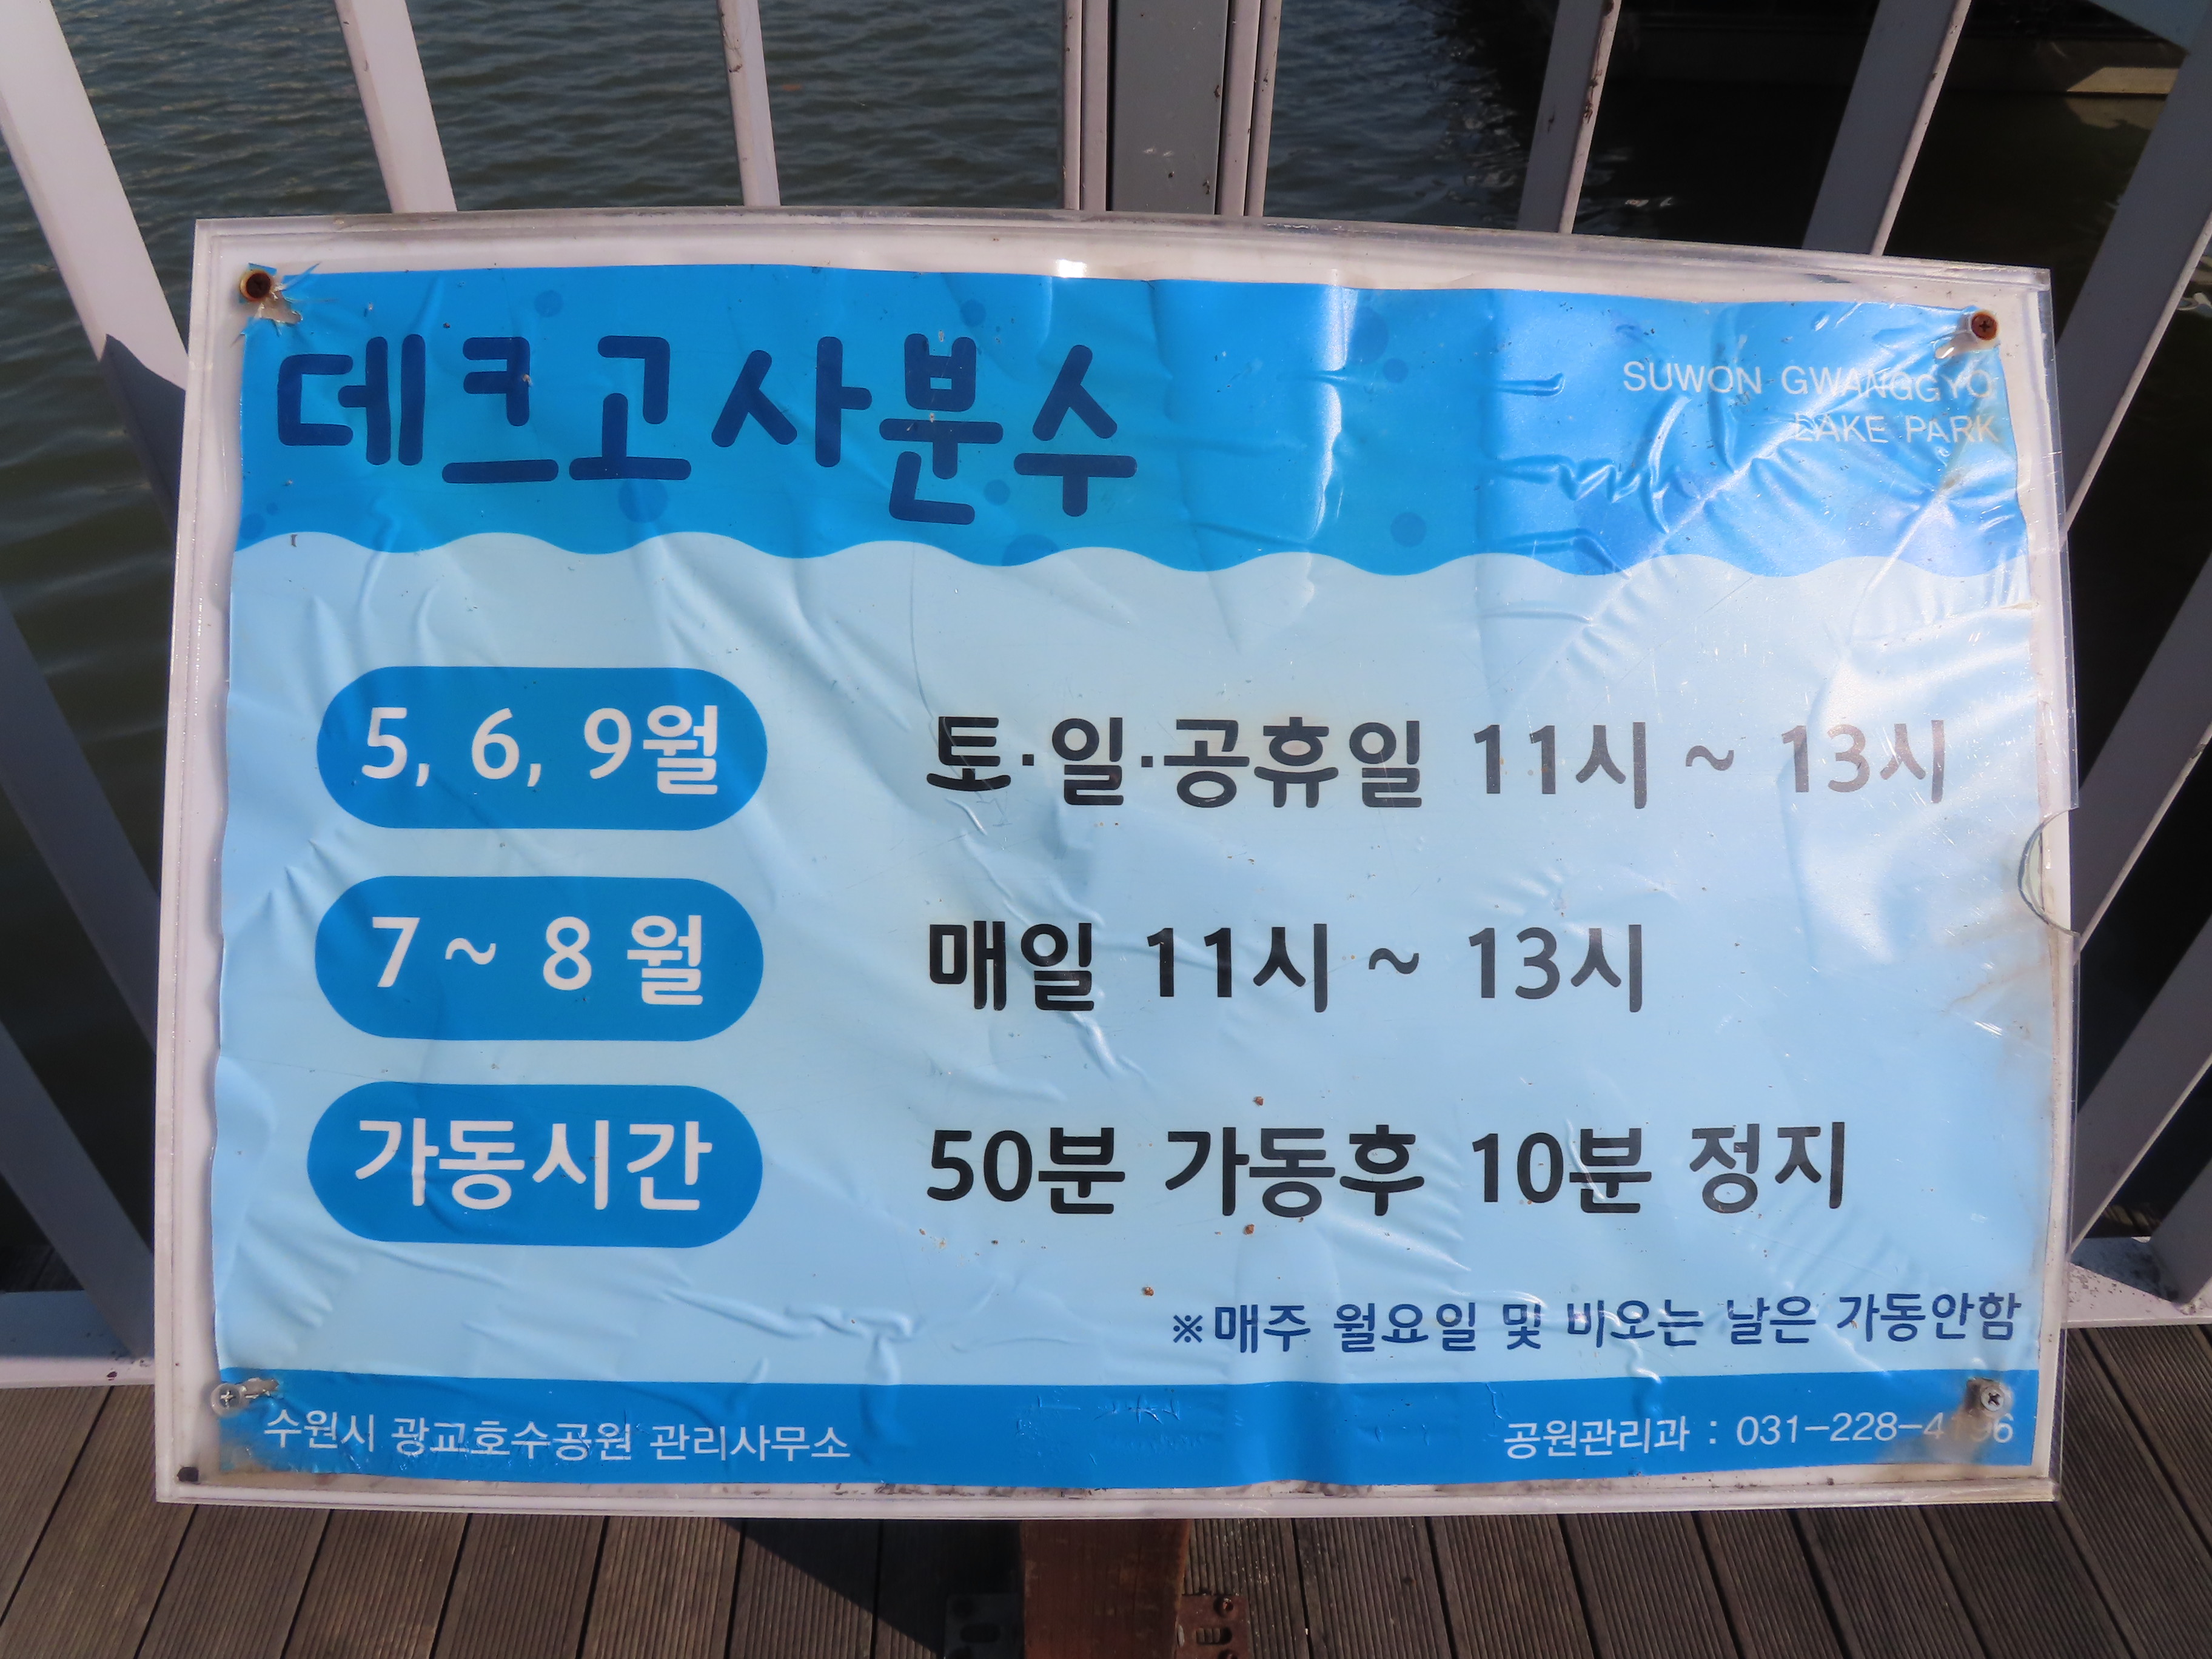 데크고사분수
SUWON GWANGGYO
LAKE PARK
5, 6, 9월 토·일·공휴일 11시 ~ 13시
7 ~ 8 월 매일 11시 ~ 13시
가동시간 50분 가동후 10분 정지
※매주 월요일 및 비오는 날은 가동안함
수원시 광교호수공원 관리사무소
공원관리과 :